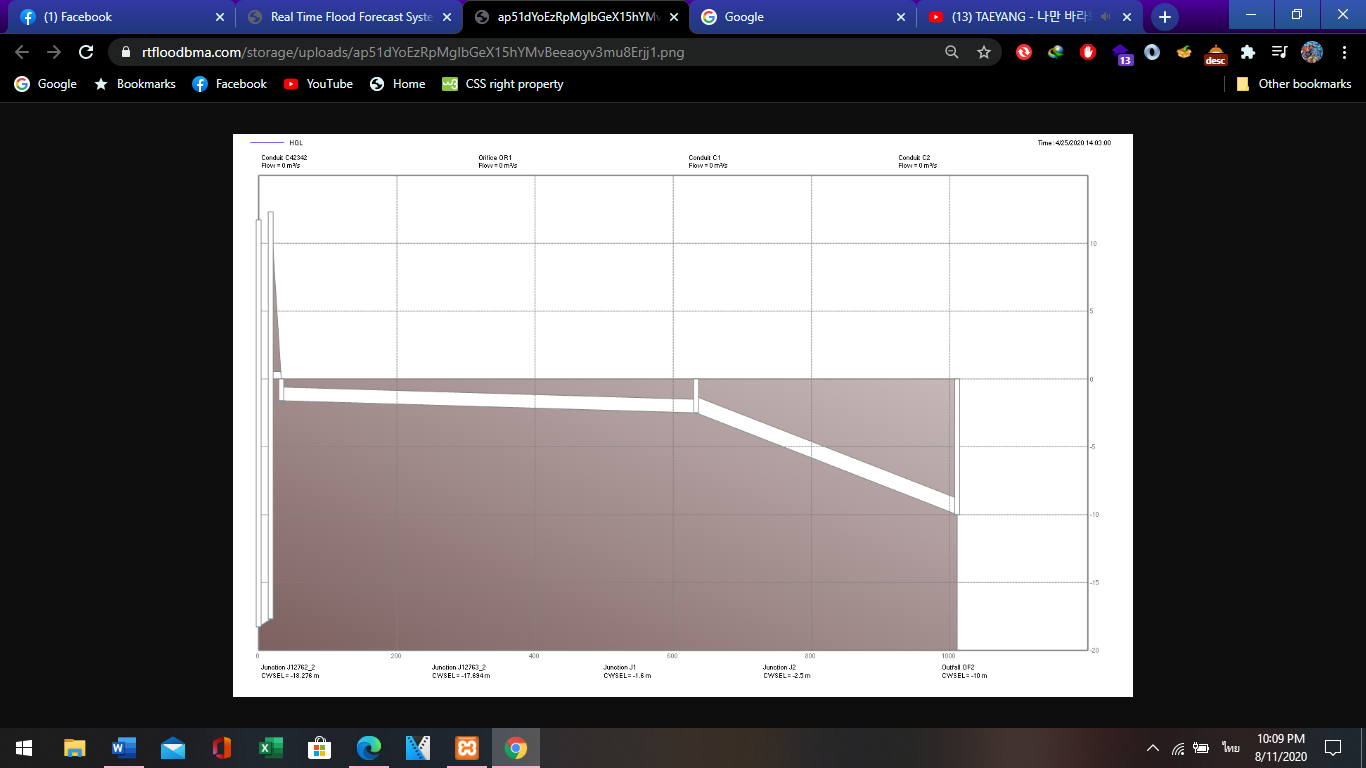 (1) Facebook
Real Time Flood Forecast Syste
ap51dYoEzRpMgIbGeX15hYMv
Google
(13) TAEYANG - 나만 바라
rtfloodbma.com/storage/uploads/ap51dYoEzRpMgIbGeX15hYMvBeeaoyv3mu8Erjj1.png
13
desc
Google
Bookmarks
Facebook
YouTube
Home
CSS right property
Other bookmarks
HGL
Time: 4/25/2020 14:03:00
Conduit C42342
Flow = 0 m³/s
Orifice OR1
Flow = 0 m³/s
Conduit C1
Flow = 0 m³/s
Conduit C2
Flow = 0 m³/s
10
5
0
-5
-10
-15
-20
0
200
400
600
800
1000
Junction J12762_2
CWSEL= -18.276 m
Junction J12763_2
CWSEL= -17.694 m
Junction J1
CWSEL= -1.6 m
Junction J2
CWSEL= -2.5 m
Outfall OF2
CWSEL= -10 m
ไทย
10:09 PM
8/11/2020